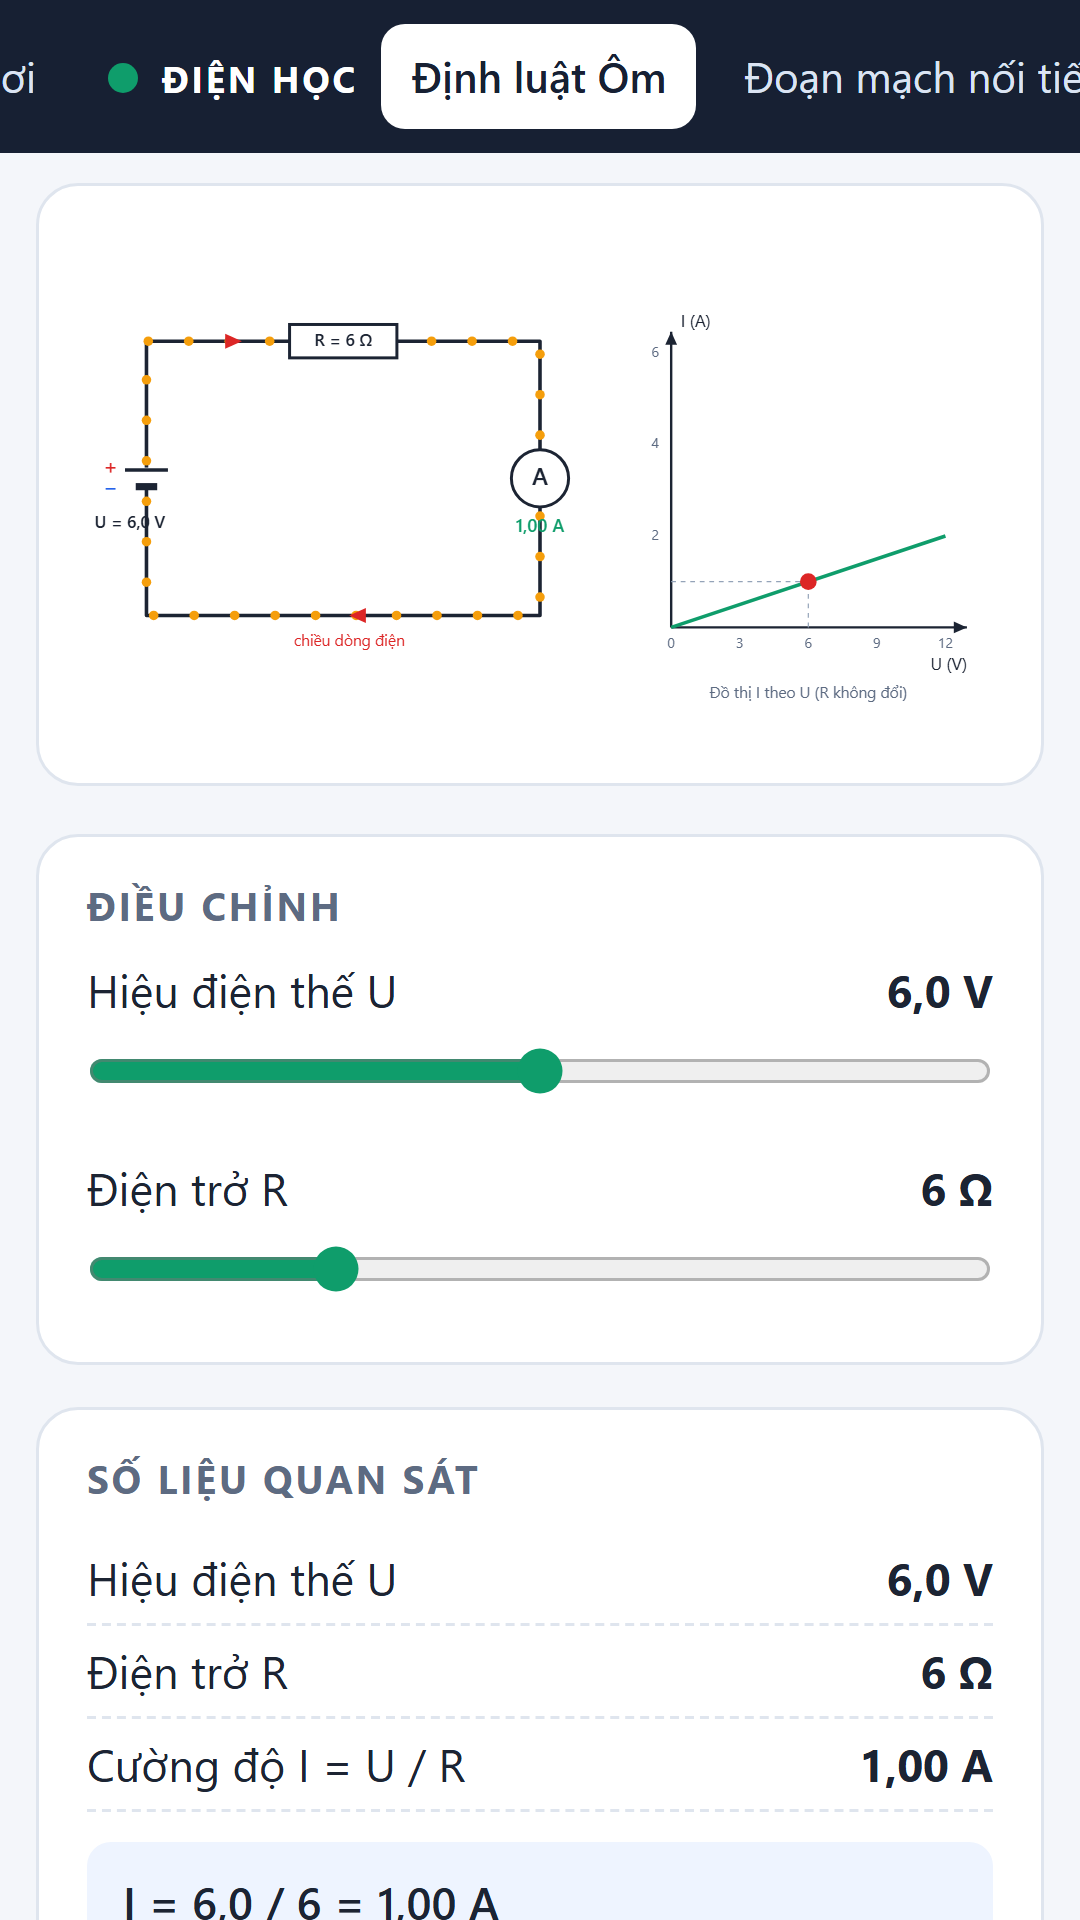 ơi
ĐIỆN HỌC
Định luật Ôm
Đoạn mạch nối tiế
R = 6 Ω
+
−
U = 6,0 V
A
1,00 A
chiều dòng điện
I (A)
6
4
2
0 3 6 9 12
U (V)
Đồ thị I theo U (R không đổi)
ĐIỀU CHỈNH
Hiệu điện thế U 6,0 V
Điện trở R 6 Ω
SỐ LIỆU QUAN SÁT
Hiệu điện thế U 6,0 V
Điện trở R 6 Ω
Cường độ I = U / R 1,00 A
I = 6,0 / 6 = 1,00 A